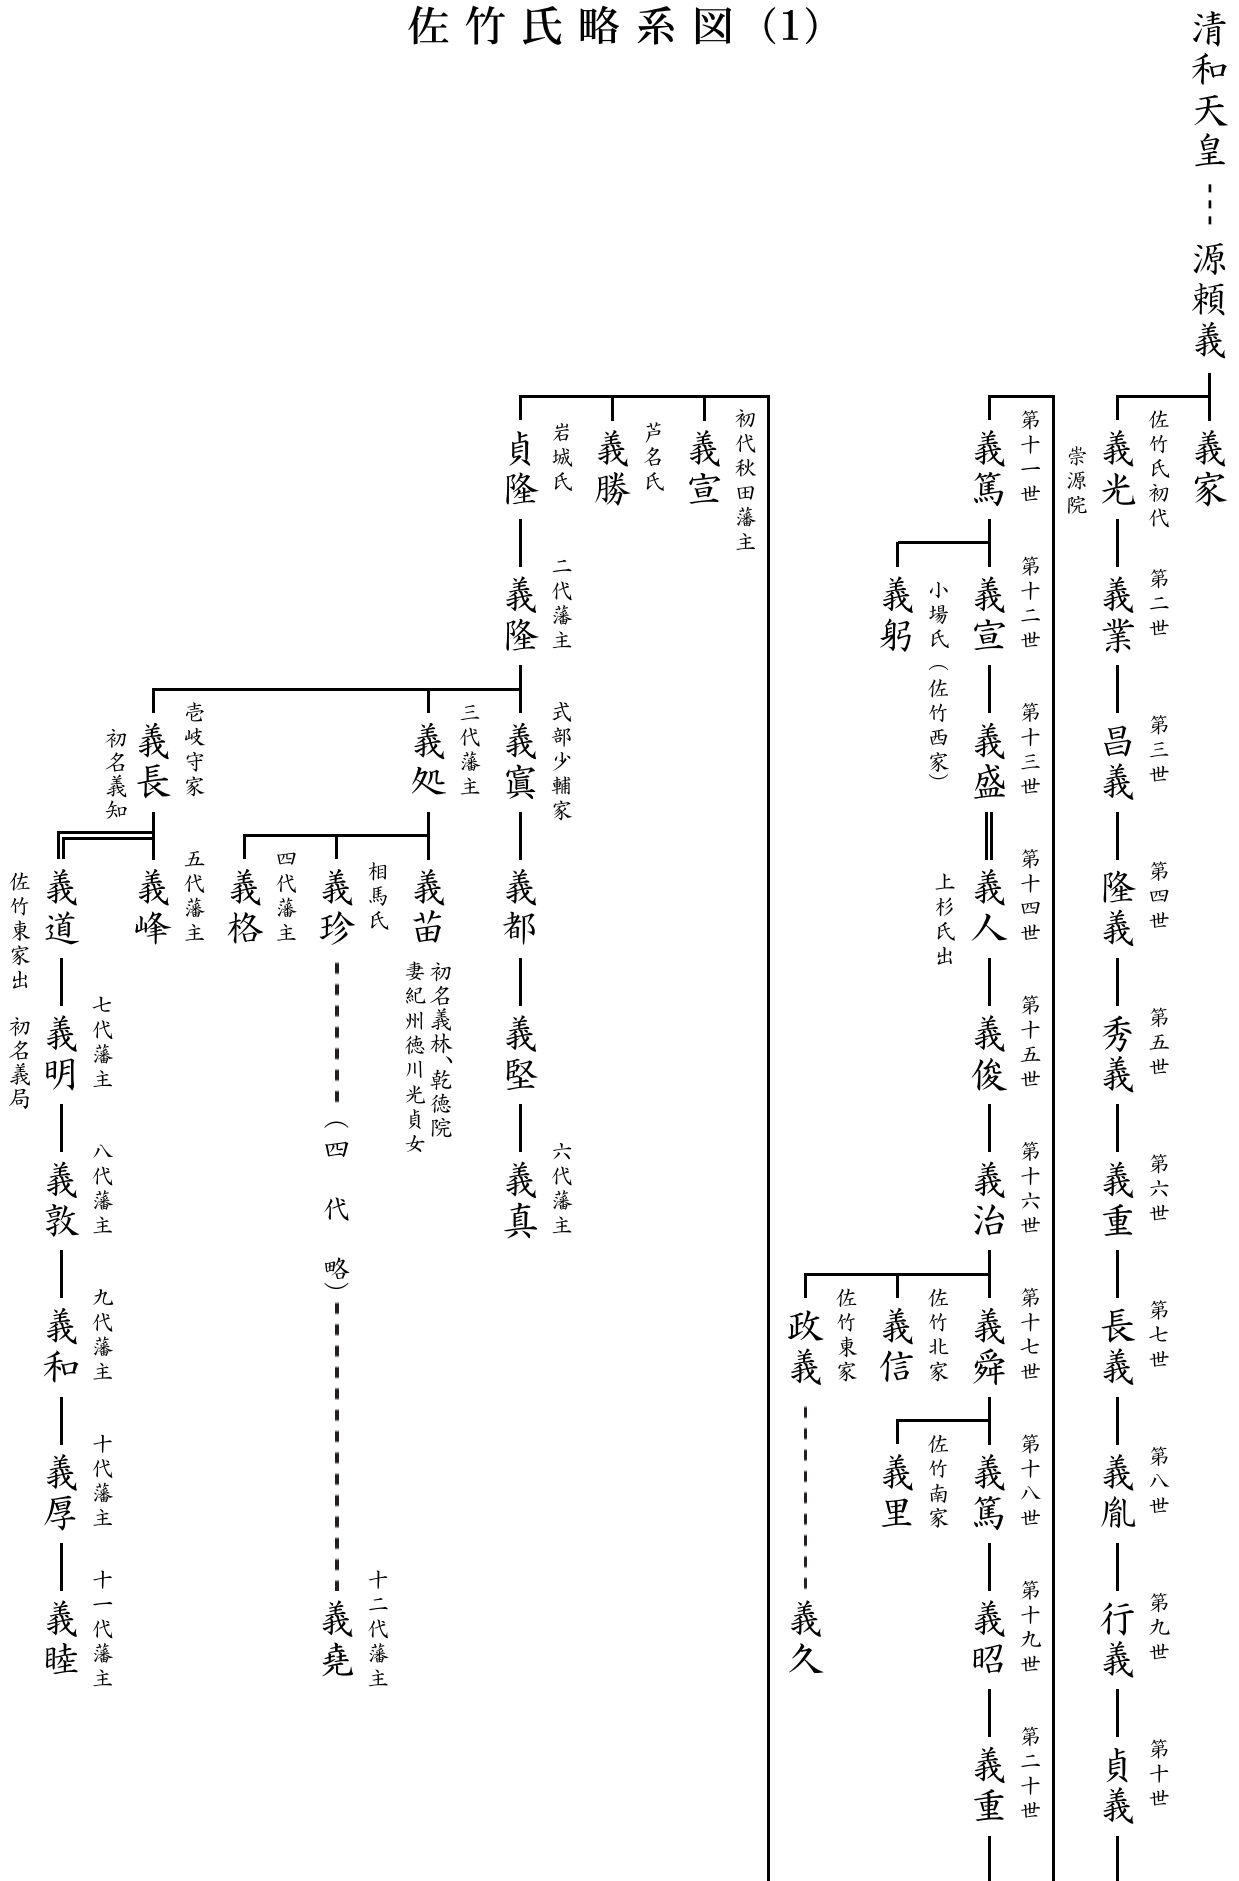 佐竹氏略系図（1）
清和天皇
源頼義
義家
佐竹氏初代
義光
崇源院
第二世
義業
第三世
昌義
第四世
隆義
第五世
秀義
第六世
義重
第七世
長義
第八世
義胤
第九世
行義
第十世
貞義
第十一世
義篤
第十二世
義宣
小場氏（佐竹西家）
義躬
第十三世
義盛
第十四世
義人
上杉氏出
第十五世
義俊
第十六世
義治
第十七世
義舜
佐竹北家
義信
佐竹東家
政義
義久
第十八世
義篤
佐竹南家
義里
第十九世
義昭
第二十世
義重
初代秋田藩主
義宣
芦名氏
義勝
岩城氏
貞隆
二代藩主
義隆
式部少輔家
義寘
義都
義堅
六代藩主
義真
三代藩主
義処
義苗
初名義林、乾徳院
妻紀州徳川光貞女
相馬氏
義珍
（四代略）
十二代藩主
義堯
四代藩主
義格
壱岐守家
義長
初名義知
五代藩主
義峰
義道
佐竹東家出　初名義局
七代藩主
義明
八代藩主
義敦
九代藩主
義和
十代藩主
義厚
十一代藩主
義睦